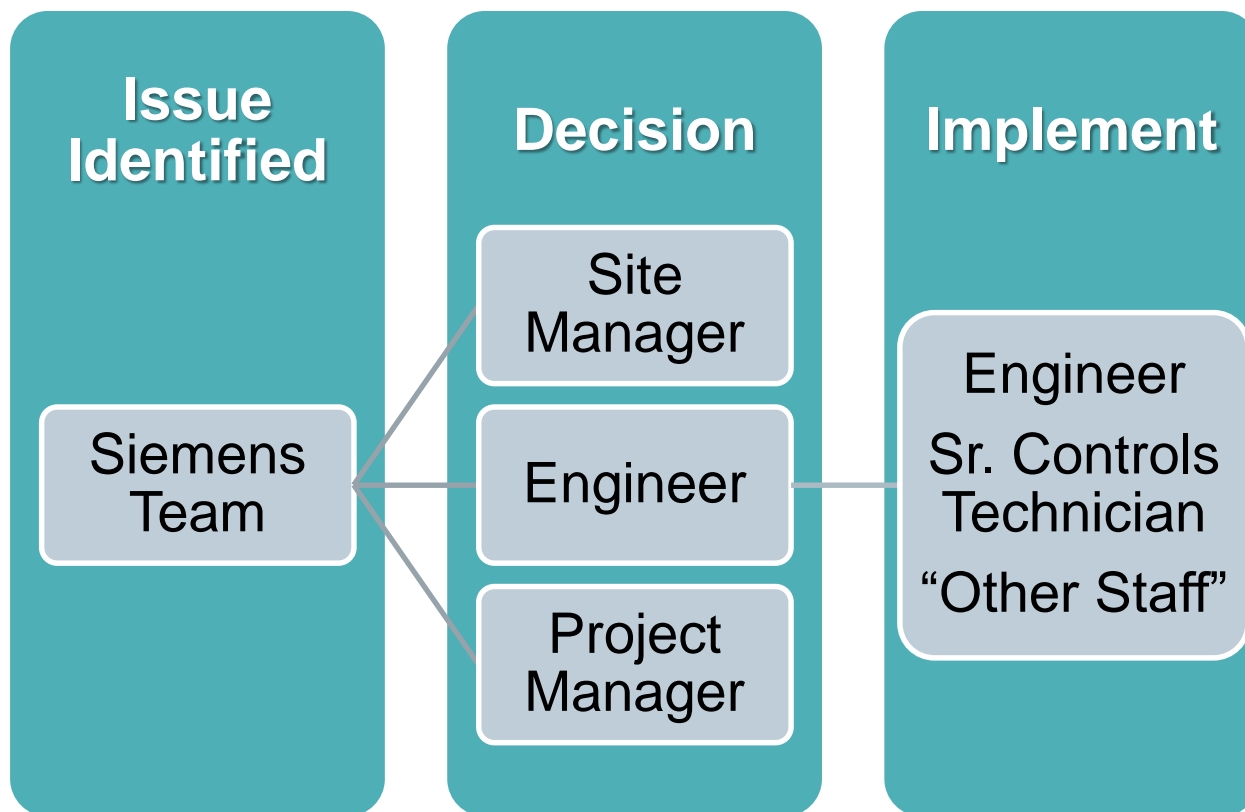 Issue
Identified
Siemens
Team
Decision
Site
Manager
Engineer
Project
Manager
Implement
Engineer
Sr. Controls
Technician
“Other Staff”